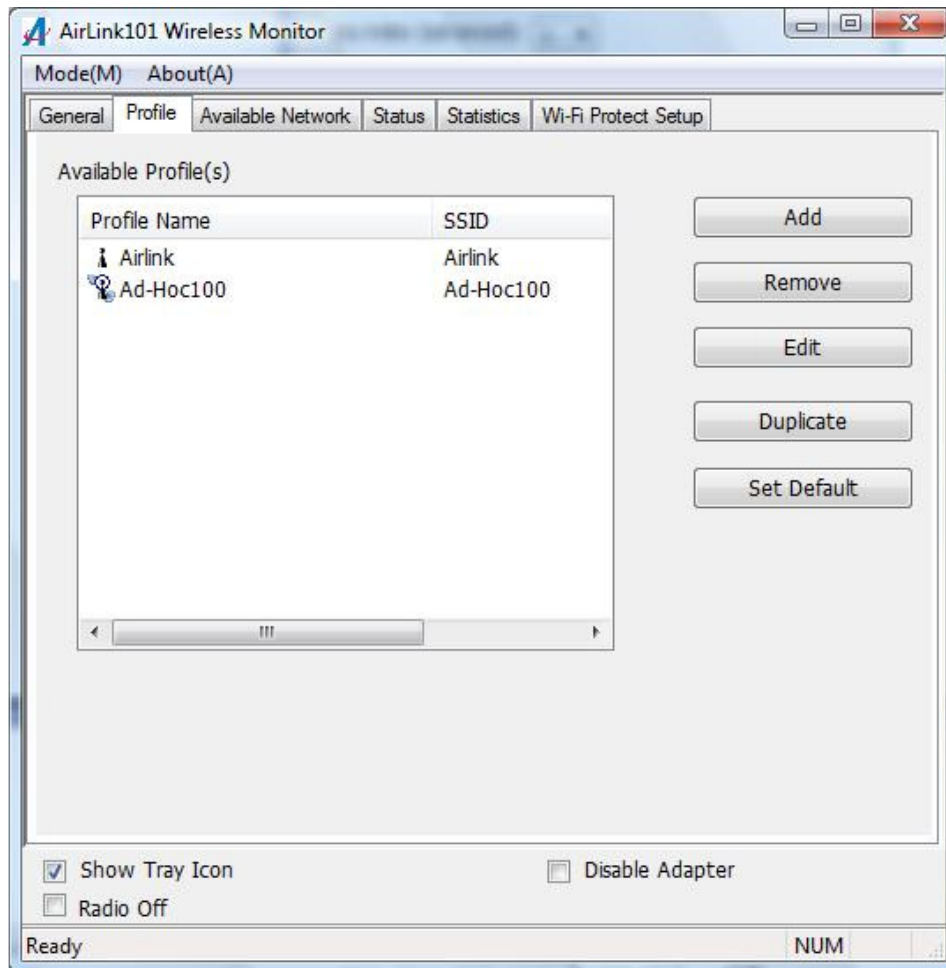 AirLink101 Wireless Monitor
Mode(M) About(A)
General Profile Available Network Status Statistics Wi-Fi Protect Setup
Available Profile(s)
Profile Name SSID
Airlink Airlink
Ad-Hoc100 Ad-Hoc100
Add
Remove
Edit
Duplicate
Set Default
Show Tray Icon Disable Adapter
Radio Off
Ready NUM